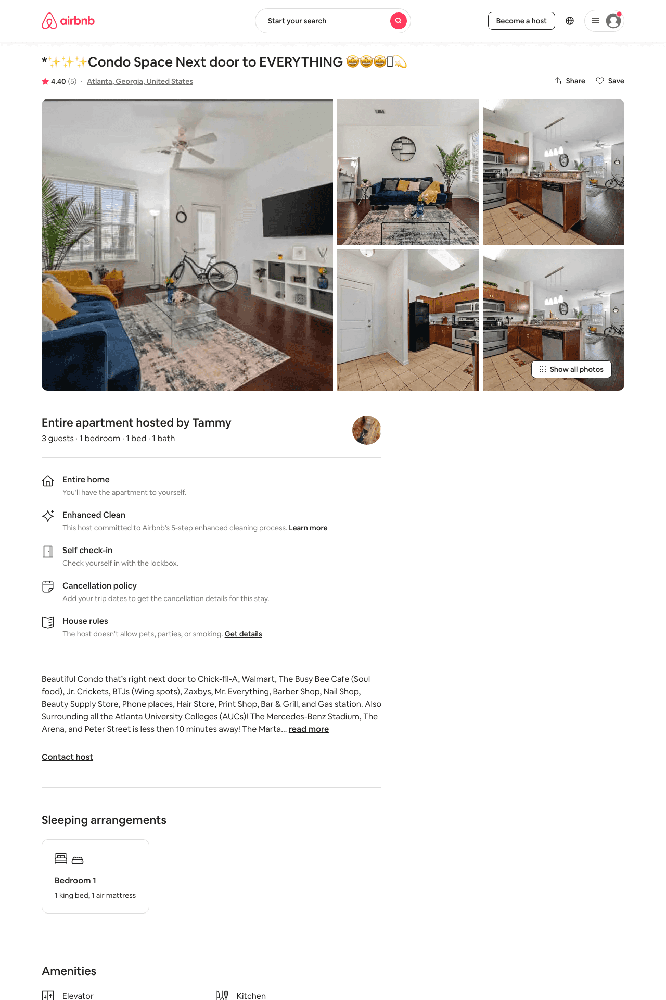 airbnb
Start your search
Become a host
*✨✨✨Condo Space Next door to EVERYTHING 🤩🤩🤩▯💫
4.40 (5) · Atlanta, Georgia, United States
Share
Save
Show all photos
Entire apartment hosted by Tammy
3 guests · 1 bedroom · 1 bed · 1 bath
Entire home
You’ll have the apartment to yourself.
Enhanced Clean
This host committed to Airbnb's 5-step enhanced cleaning process. Learn more
Self check-in
Check yourself in with the lockbox.
Cancellation policy
Add your trip dates to get the cancellation details for this stay.
House rules
The host doesn’t allow pets, parties, or smoking. Get details
Beautiful Condo that’s right next door to Chick-fil-A, Walmart, The Busy Bee Cafe (Soul
food), Jr. Crickets, BTJs (Wing spots), Zaxbys, Mr. Everything, Barber Shop, Nail Shop,
Beauty Supply Store, Phone places, Hair Store, Print Shop, Bar & Grill, and Gas station. Also
Surrounding all the Atlanta University Colleges (AUCs)! The Mercedes-Benz Stadium, The
Arena, and Peter Street is less then 10 minutes away! The Marta... read more
Contact host
Sleeping arrangements
Bedroom 1
1 king bed, 1 air mattress
Amenities
Elevator
Kitchen